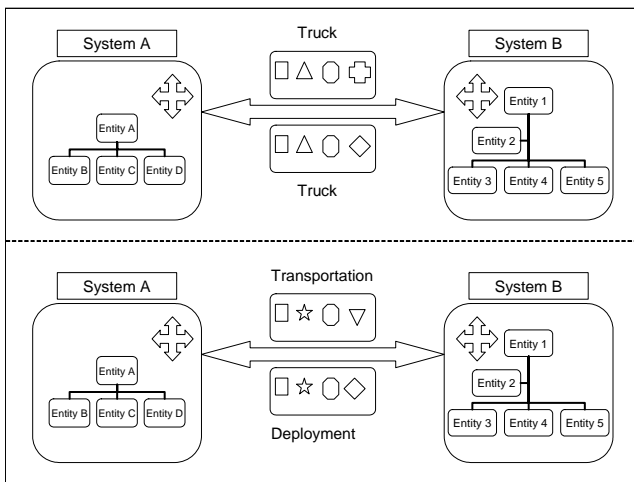 System A
Truck
System B
Entity 1
Entity A
Entity 2
Entity B
Entity C
Entity D
Entity 3
Entity 4
Entity 5
Truck
System A
Transportation
System B
Entity 1
Entity A
Entity 2
Entity B
Entity C
Entity D
Entity 3
Entity 4
Entity 5
Deployment